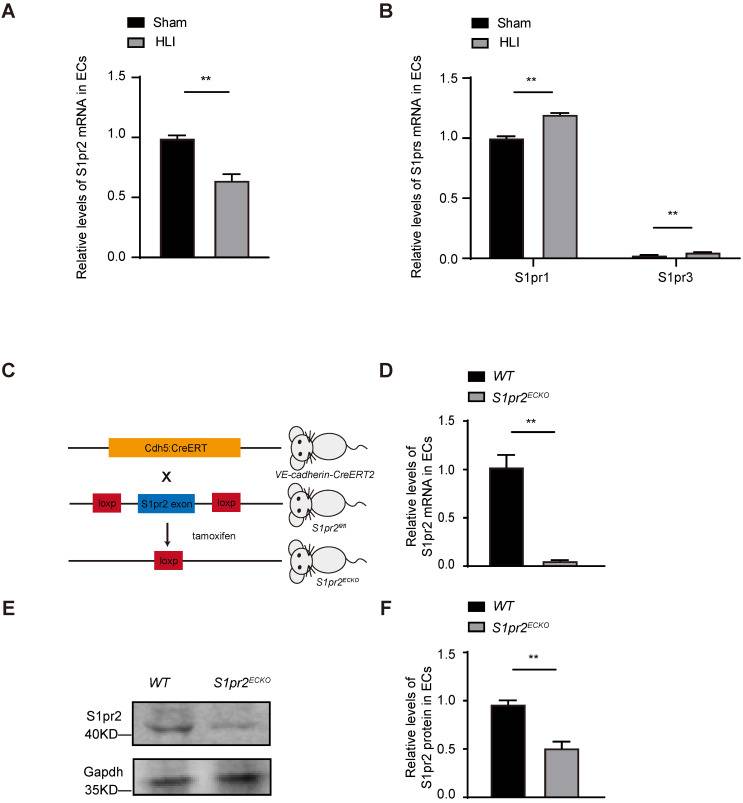 A
Sham
HLI
Relative levels of S1pr2 mRNA in ECs
1.5
**
1.0
0.5
0.0
B
Sham
HLI
Relative levels of S1prs mRNA in ECs
1.5
**
1.0
0.5
**
0.0
S1pr1
S1pr3
C
Cdh5:CreERT
VE-cadherin-CreERT2
X
loxp
S1pr2 exon
loxp
S1pr2fl/fl
tamoxifen
loxp
S1pr2ECKO
D
WT
S1pr2ECKO
Relative levels of
S1pr2 mRNA in ECs
1.5
**
1.0
0.5
0.0
E
WT
S1pr2ECKO
S1pr2
40KD
Gapdh
35KD
F
WT
S1pr2ECKO
Relative levels of
S1pr2 protein in ECs
1.5
**
1.0
0.5
0.0